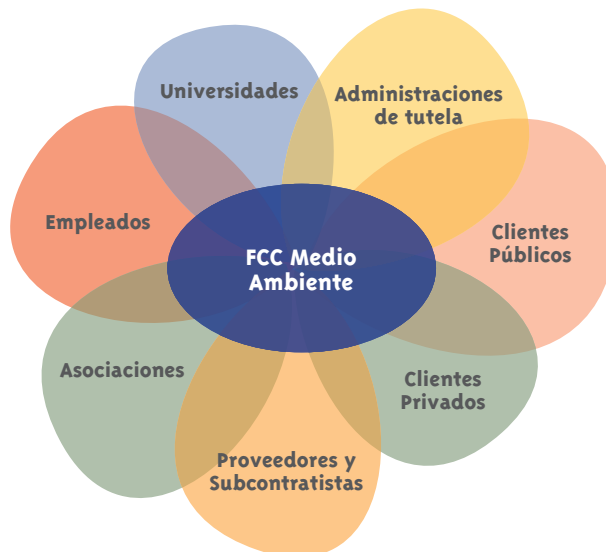 Universidades
Administraciones
de tutela
Empleados
Clientes
Públicos
FCC Medio
Ambiente
Asociaciones
Clientes
Privados
Proveedores y
Subcontratistas